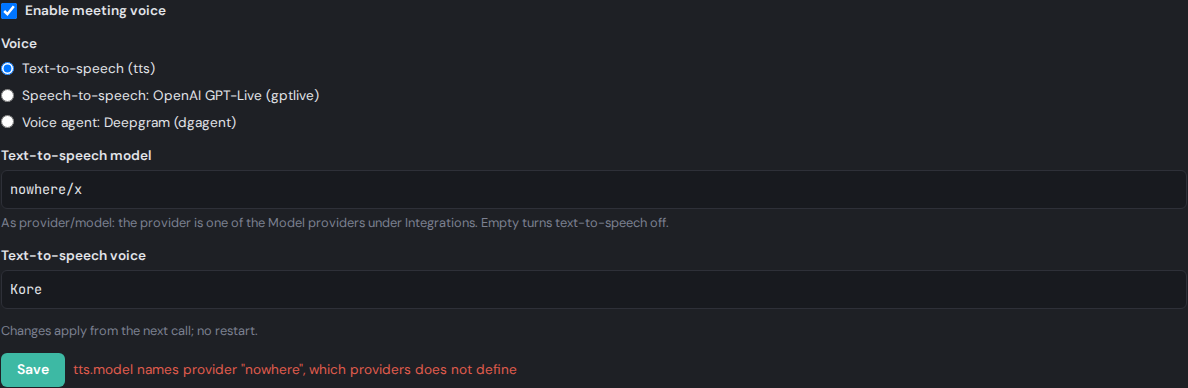 Enable meeting voice
Voice
Text-to-speech (tts)
Speech-to-speech: OpenAI GPT-Live (gptlive)
Voice agent: Deepgram (dgagent)
Text-to-speech model
nowhere/x
As provider/model: the provider is one of the Model providers under Integrations. Empty turns text-to-speech off.
Text-to-speech voice
Kore
Changes apply from the next call; no restart.
Save tts.model names provider "nowhere", which providers does not define